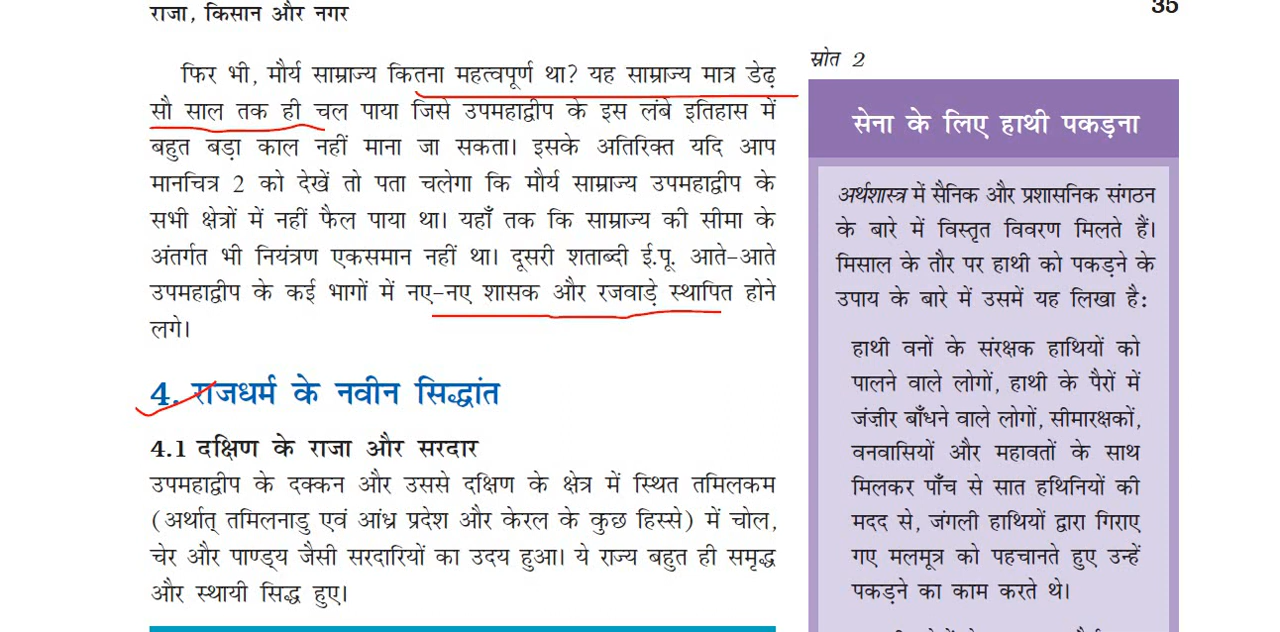 राजा, किसान और नगर
35
फिर भी, मौर्य साम्राज्य कितना महत्वपूर्ण था? यह साम्राज्य मात्र डेढ़
सौ साल तक ही चल पाया जिसे उपमहाद्वीप के इस लंबे इतिहास में
बहुत बड़ा काल नहीं माना जा सकता। इसके अतिरिक्त यदि आप
मानचित्र 2 को देखें तो पता चलेगा कि मौर्य साम्राज्य उपमहाद्वीप के
सभी क्षेत्रों में नहीं फैल पाया था। यहाँ तक कि साम्राज्य की सीमा के
अंतर्गत भी नियंत्रण एकसमान नहीं था। दूसरी शताब्दी ई.पू. आते-आते
उपमहाद्वीप के कई भागों में नए-नए शासक और रजवाड़े स्थापित होने
लगे।
4. राजधर्म के नवीन सिद्धांत
4.1 दक्षिण के राजा और सरदार
उपमहाद्वीप के दक्कन और उससे दक्षिण के क्षेत्र में स्थित तमिलकम
(अर्थात् तमिलनाडु एवं आंध्र प्रदेश और केरल के कुछ हिस्से) में चोल,
चेर और पाण्ड्य जैसी सरदारियों का उदय हुआ। ये राज्य बहुत ही समृद्ध
और स्थायी सिद्ध हुए।
स्रोत 2
सेना के लिए हाथी पकड़ना
अर्थशास्त्र में सैनिक और प्रशासनिक संगठन
के बारे में विस्तृत विवरण मिलते हैं।
मिसाल के तौर पर हाथी को पकड़ने के
उपाय के बारे में उसमें यह लिखा है:
हाथी वनों के संरक्षक हाथियों को
पालने वाले लोगों, हाथी के पैरों में
जंज़ीर बाँधने वाले लोगों, सीमारक्षकों,
वनवासियों और महावतों के साथ
मिलकर पाँच से सात हथिनियों की
मदद से, जंगली हाथियों द्वारा गिराए
गए मलमूत्र को पहचानते हुए उन्हें
पकड़ने का काम करते थे।